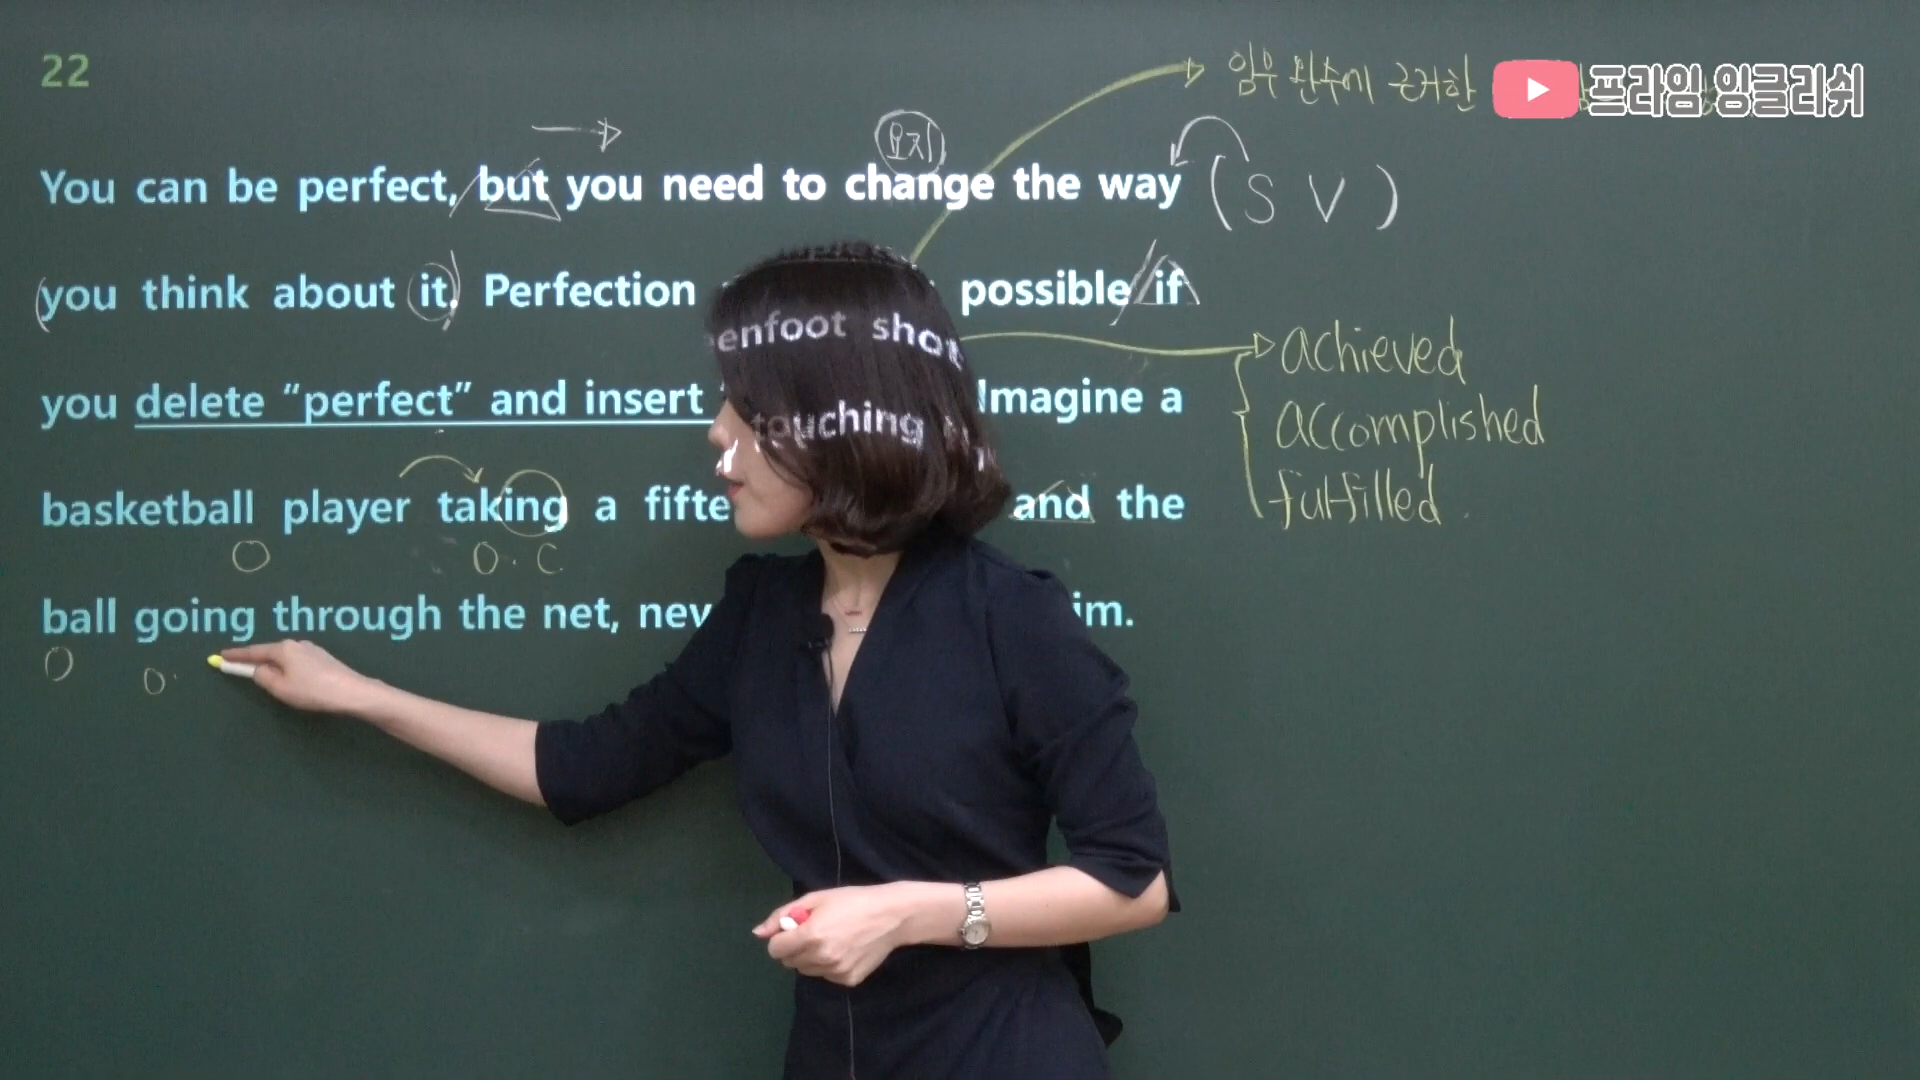 22
임무 완수에 근거한
프라임 잉글리쉬
요지
You can be perfect, but you need to change the way ( S V )
you think about it. Perfection possible if
achieved
enfoot shot
you delete “perfect” and insert Imagine a
touching
accomplished
basketball player taking a fifte and the
fulfilled.
O O.C
ball going through the net, nev im.
O O.